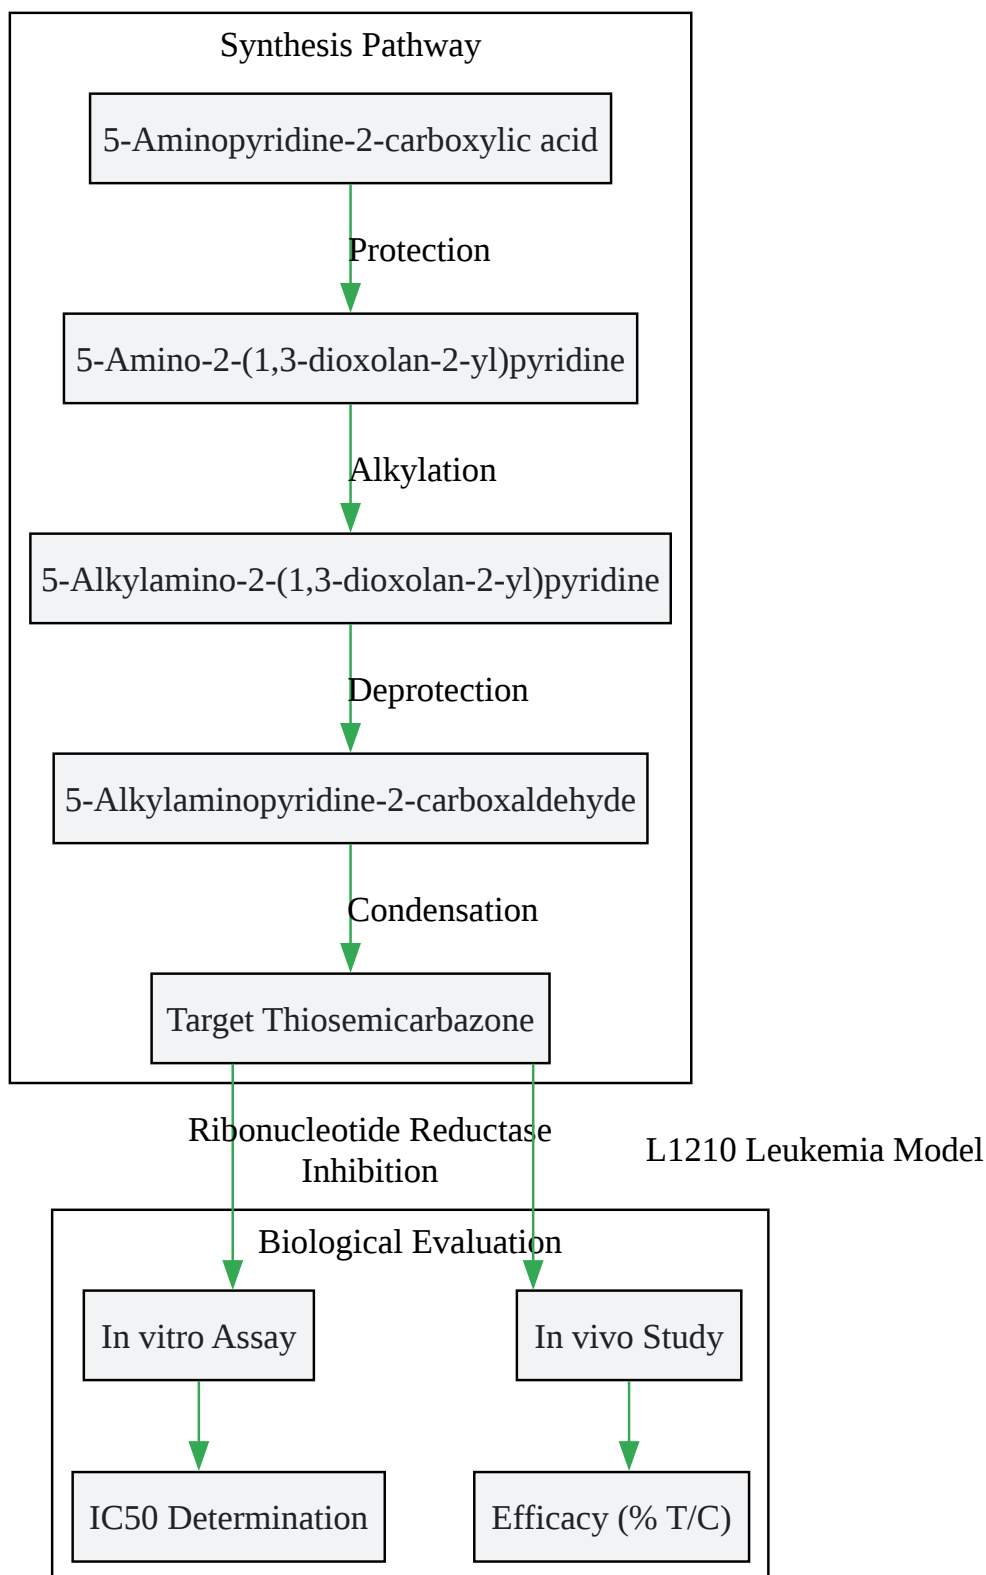 Synthesis Pathway
5-Aminopyridine-2-carboxylic acid
Protection
5-Amino-2-(1,3-dioxolan-2-yl)pyridine
Alkylation
5-Alkylamino-2-(1,3-dioxolan-2-yl)pyridine
Deprotection
5-Alkylaminopyridine-2-carboxaldehyde
Condensation
Target Thiosemicarbazone
Ribonucleotide Reductase
Inhibition
L1210 Leukemia Model
Biological Evaluation
In vitro Assay
In vivo Study
IC50 Determination
Efficacy (% T/C)